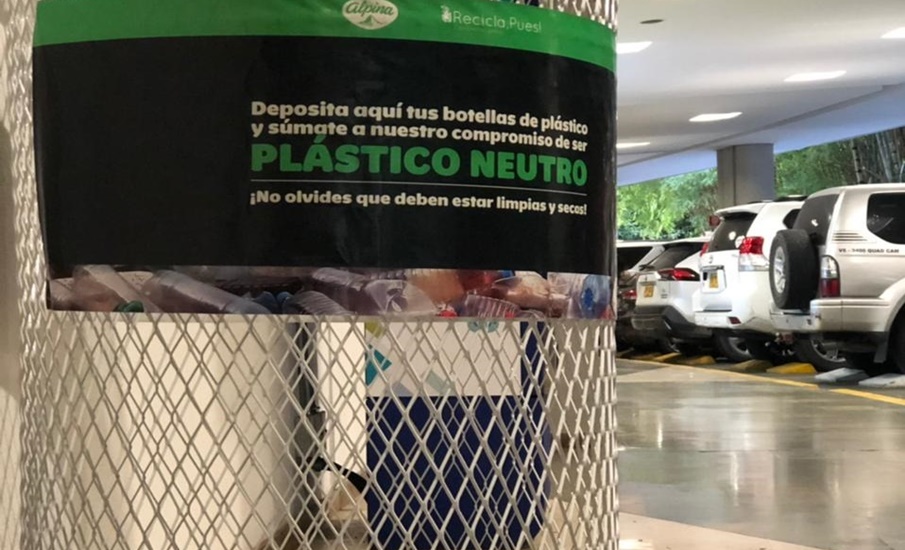 Alpina
Recicla, Pues!
Deposita aquí tus botellas de plástico
y súmate a nuestro compromiso de ser
PLÁSTICO NEUTRO
¡No olvides que deben estar limpias y secas!